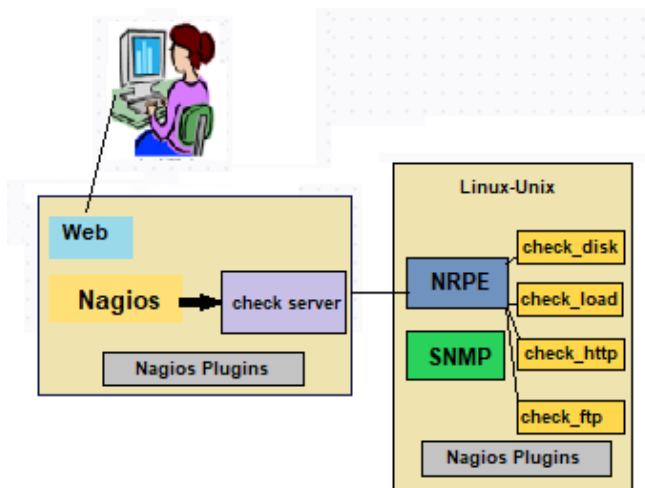 Web
Nagios
check server
Nagios Plugins
Linux-Unix
NRPE
SNMP
check_disk
check_load
check_http
check_ftp
Nagios Plugins